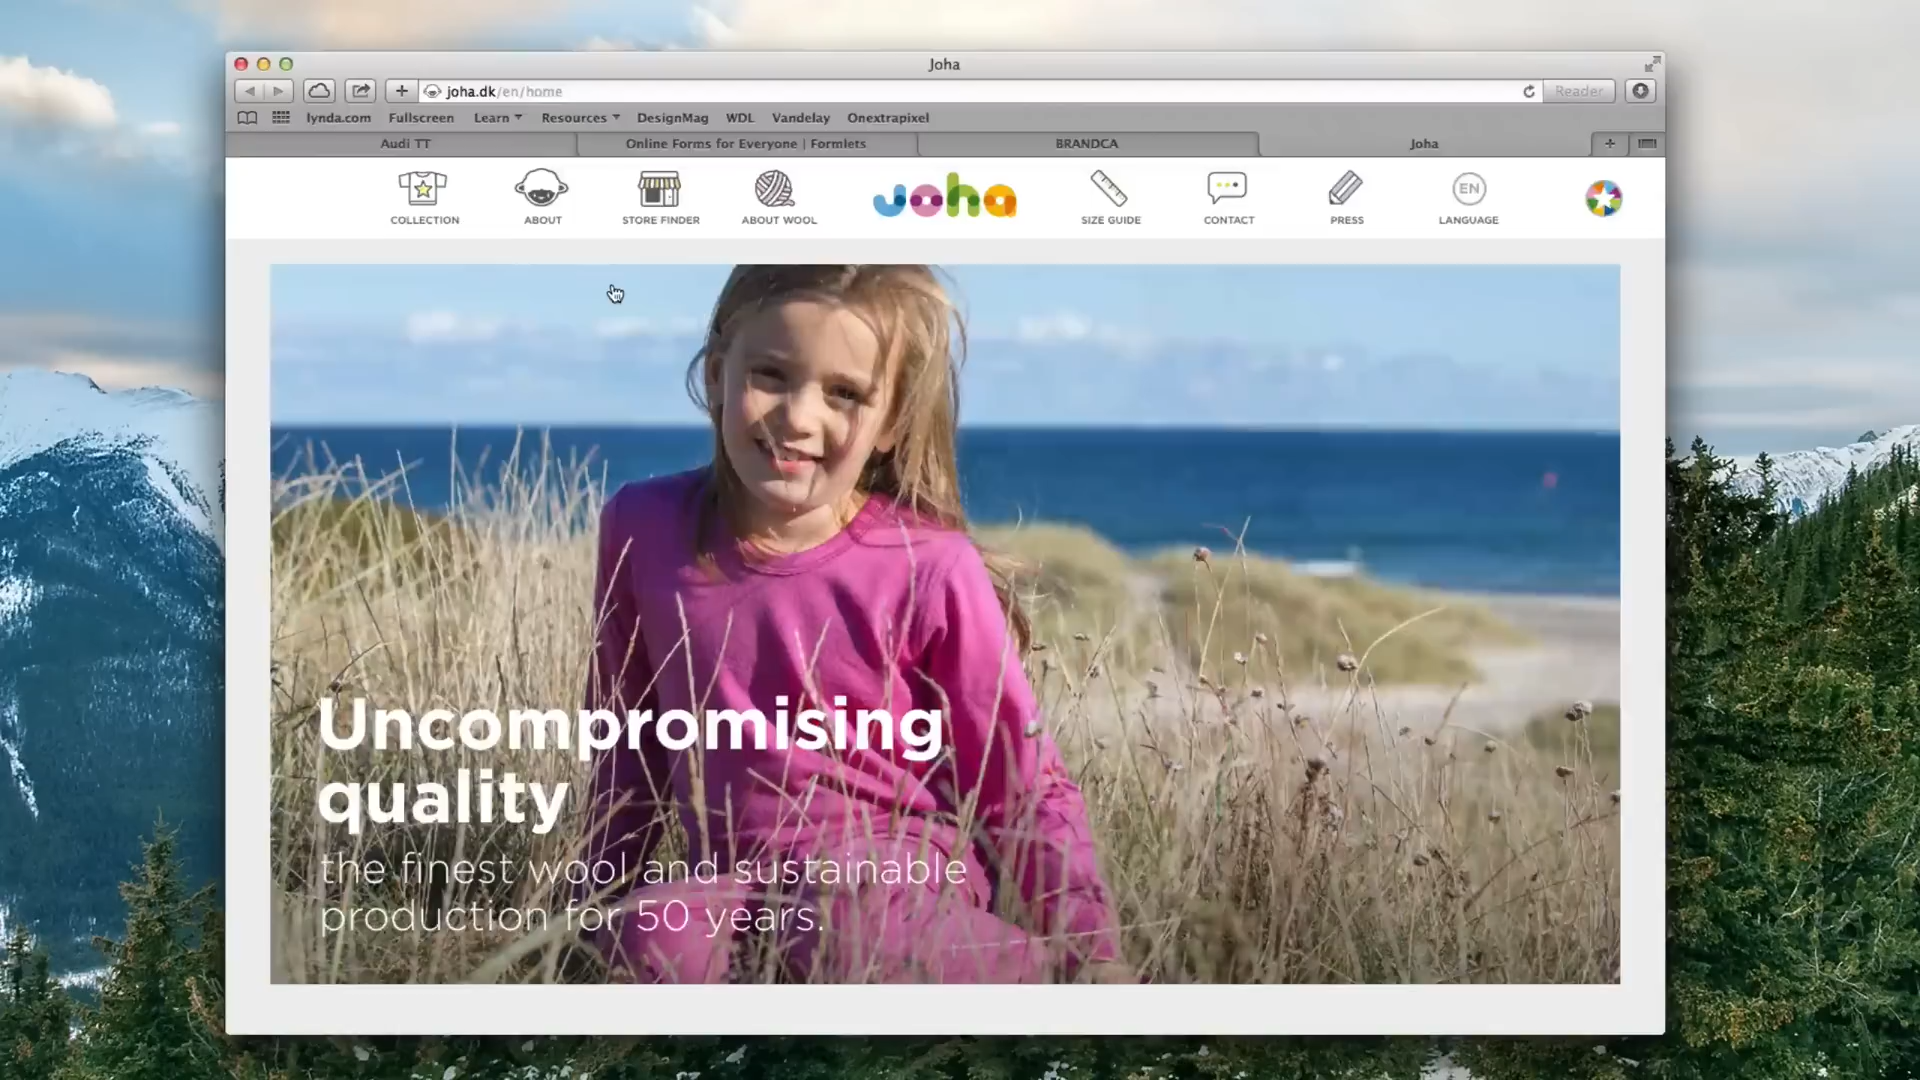 Joha
joha.dk/en/home
Reader
lynda.com Fullscreen Learn Resources DesignMag WDL Vandelay Onextrapixel
Audi TT Online Forms for Everyone | Formlets BRANDCA Joha
COLLECTION ABOUT STORE FINDER ABOUT WOOL joha SIZE GUIDE CONTACT PRESS EN LANGUAGE
Uncompromising
quality
the finest wool and sustainable
production for 50 years.